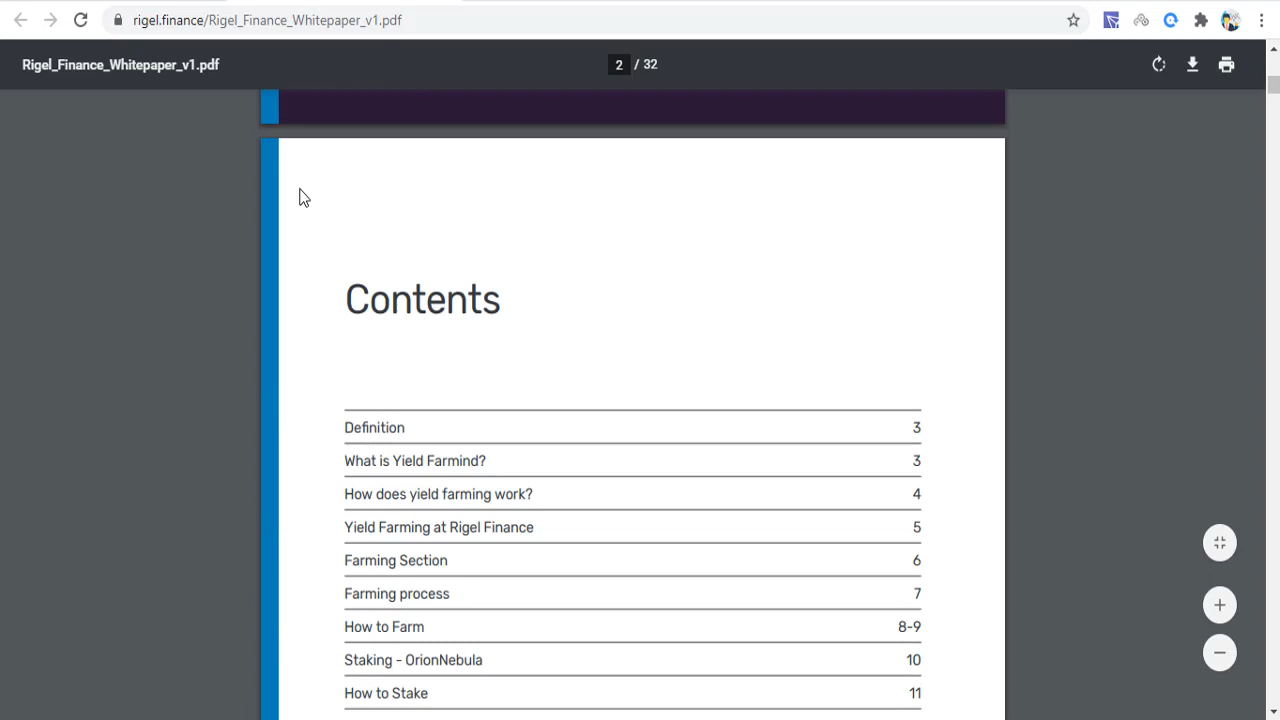 rigel.finance/Rigel_Finance_Whitepaper_v1.pdf
Rigel_Finance_Whitepaper_v1.pdf
2 / 32
Contents
Definition 3
What is Yield Farmind? 3
How does yield farming work? 4
Yield Farming at Rigel Finance 5
Farming Section 6
Farming process 7
How to Farm 8-9
Staking - OrionNebula 10
How to Stake 11